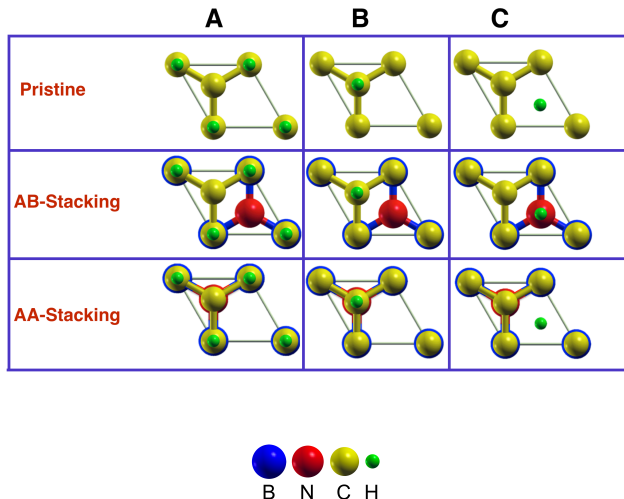 A B C
Pristine
AB-Stacking
AA-Stacking
B N C H